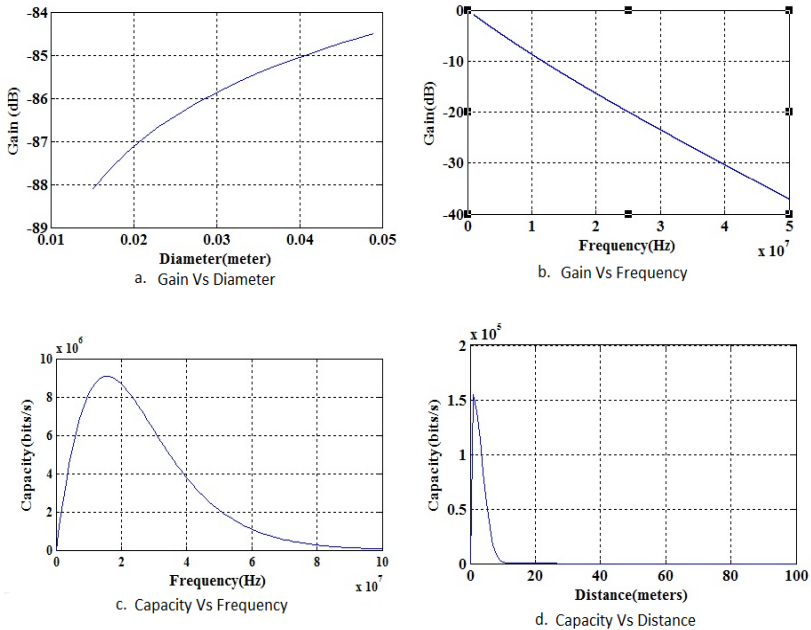 -84
-85
-86
-87
-88
-89
Gain (dB)
0.01 0.02 0.03 0.04 0.05
Diameter(meter)
a. Gain Vs Diameter
0
-10
-20
-30
-40
Gain(dB)
0 1 2 3 4 5
Frequency(Hz)
x 10^7
b. Gain Vs Frequency
x 10^6
10
8
6
4
2
0
Capacity(bits/s)
0 2 4 6 8 10
Frequency(Hz)
x 10^7
c. Capacity Vs Frequency
x 10^5
2
1.5
1
0.5
0
Capacity(bits/s)
0 20 40 60 80 100
Distance(meters)
d. Capacity Vs Distance